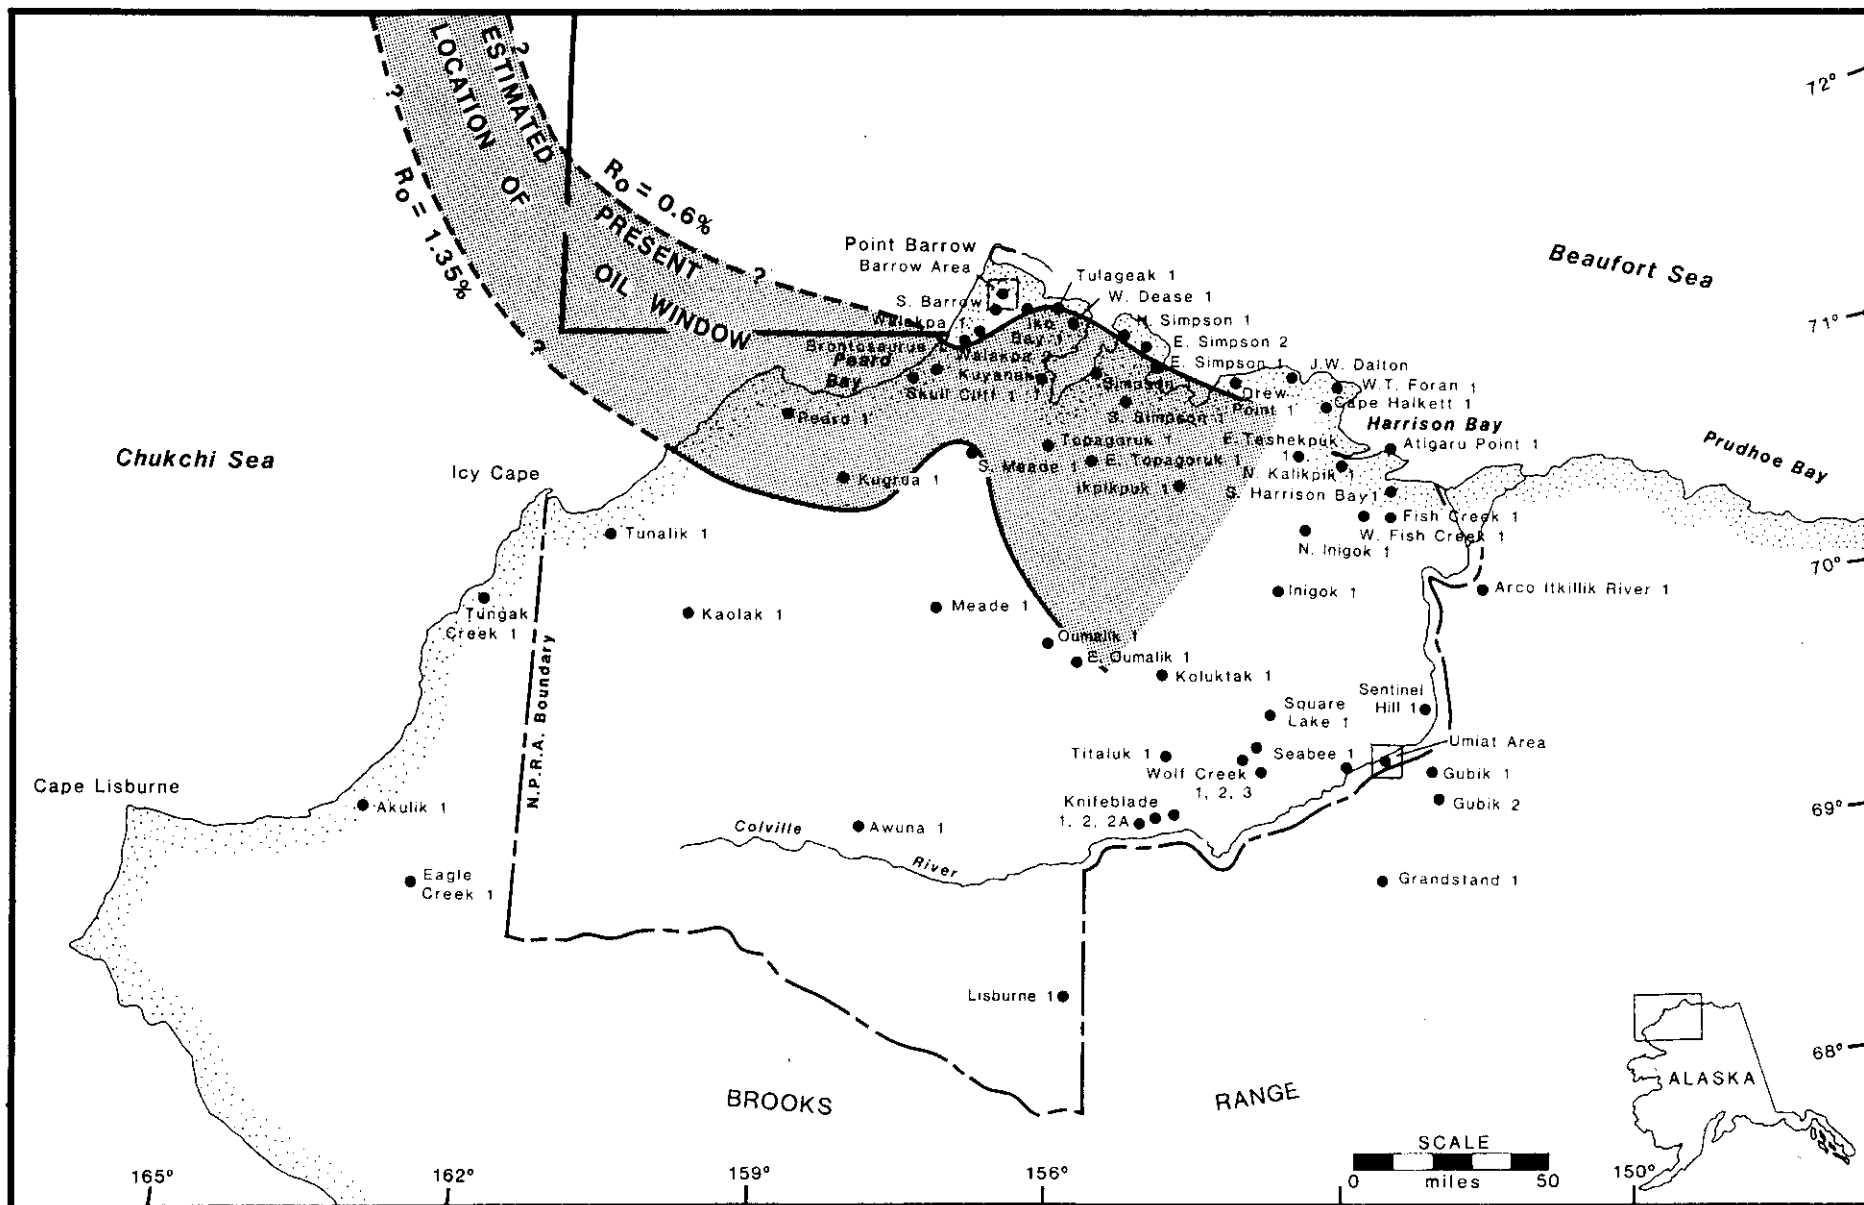 ESTIMATED
LOCATION OF
PRESENT
OIL WINDOW
?
?
?
?
?
Ro = 0.6%
Ro = 1.35%
72°
71°
70°
69°
68°
Beaufort Sea
Chukchi Sea
Prudhoe Bay
Harrison Bay
Peard
Bay
Point Barrow
Barrow Area
S. Barrow
Walakpa 1
Brontosaurus 1
Walakpa 2
Kuyanak 1
Skull Cliff 1
Tulageak 1
W. Dease 1
Iko
Bay 1
N. Simpson 1
E. Simpson 2
E. Simpson 1
Simpson 1
S. Simpson 1
J.W. Dalton
W.T. Foran 1
Cape Halkett 1
Drew
Point 1
E. Teshekpuk
1
Atigaru Point 1
N. Kalikpik 1
S. Harrison Bay 1
Fish Creek 1
W. Fish Creek 1
N. Inigok 1
Inigok 1
Arco Itkillik River 1
Peard 1
Kugrua 1
Topagoruk 1
S. Meade 1
E. Topagoruk 1
Ikpikpuk 1
Icy Cape
Tunalik 1
Tungak
Creek 1
Kaolak 1
Meade 1
Oumalik 1
E. Oumalik 1
Koluktak 1
N.P.R.A. Boundary
Square
Lake 1
Sentinel
Hill 1
Umiat Area
Titaluk 1
Seabee 1
Wolf Creek
1, 2, 3
Gubik 1
Gubik 2
Knifeblade
1, 2, 2A
Cape Lisburne
Akulik 1
Awuna 1
Colville
River
Eagle
Creek 1
Grandstand 1
Lisburne 1
BROOKS
RANGE
ALASKA
SCALE
0 miles 50
165°
162°
159°
156°
150°